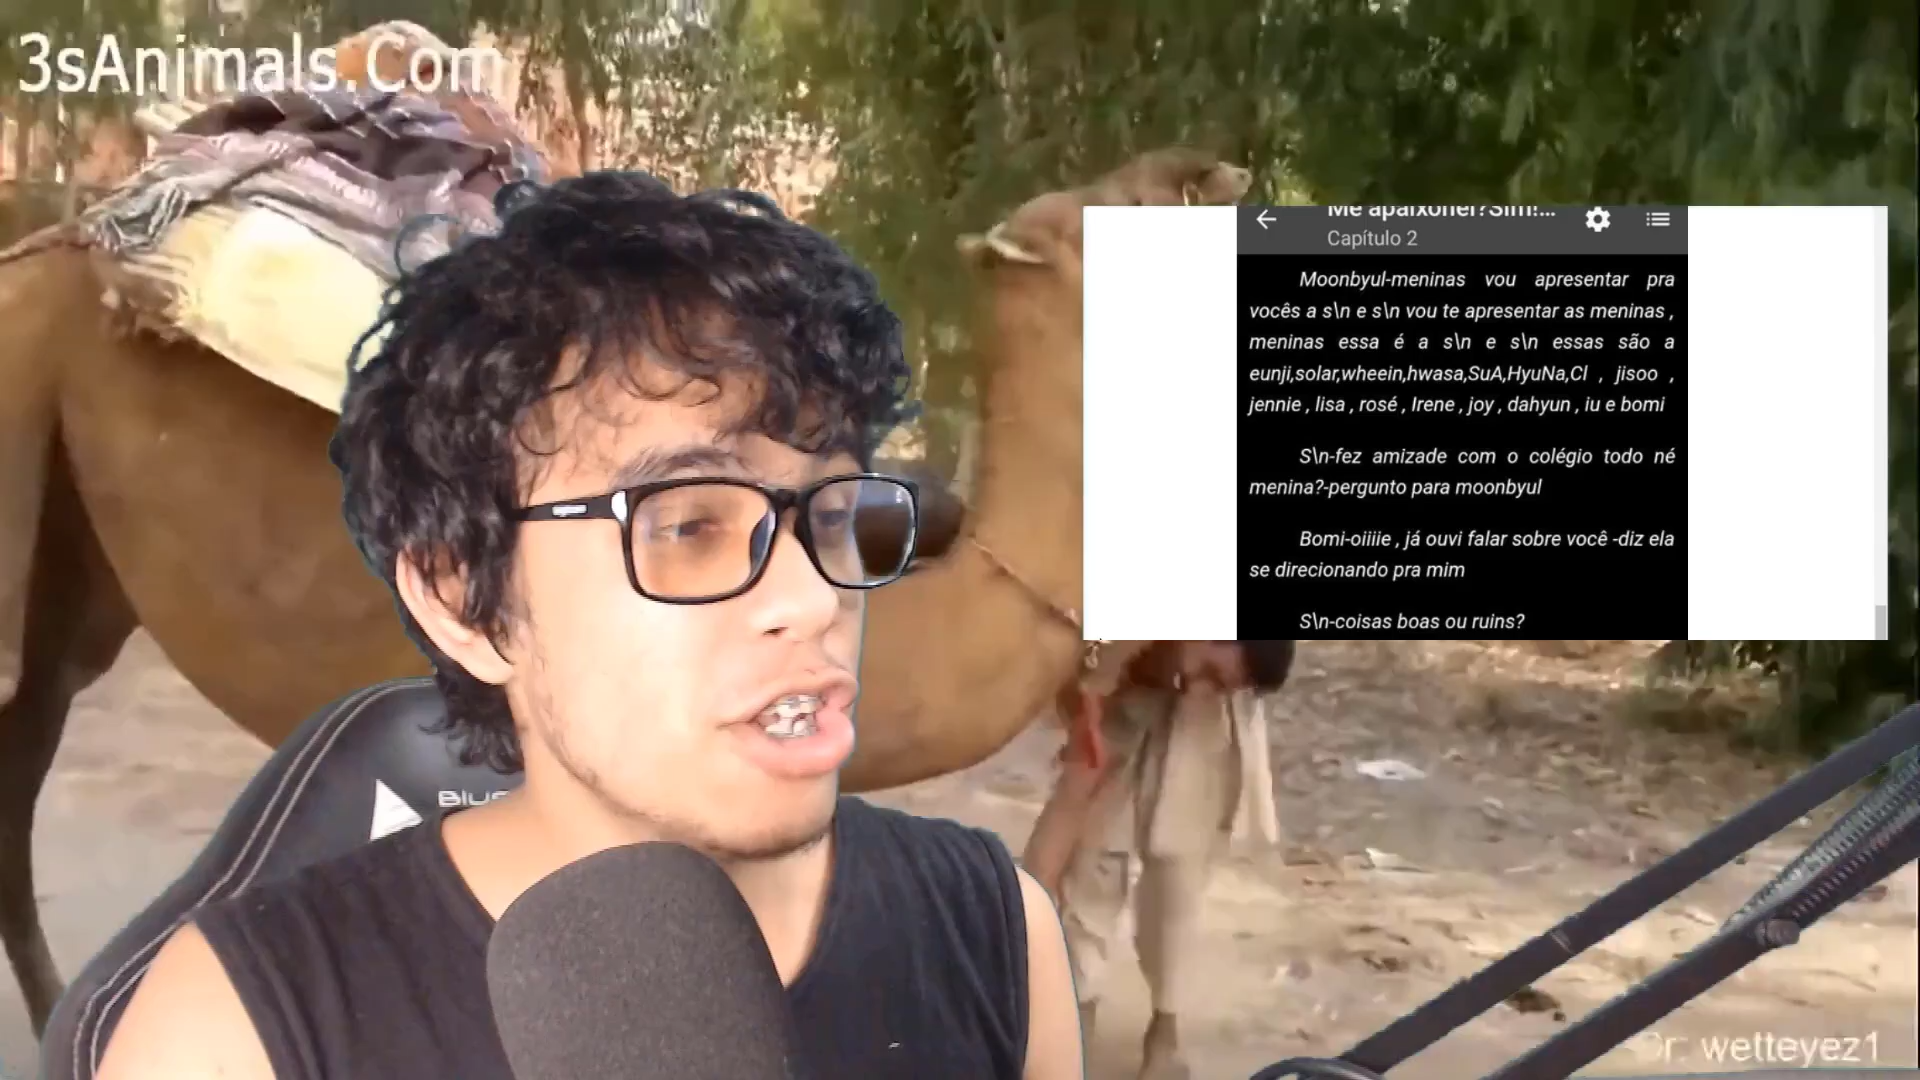 3sAnimals.Com
Me apaixonei?Sim!...
Capítulo 2
Moonbyul-meninas vou apresentar pra
vocês a s\n e s\n vou te apresentar as meninas ,
meninas essa é a s\n e s\n essas são a
eunji,solar,wheein,hwasa,SuA,HyuNa,Cl , jisoo ,
jennie , lisa , rosé , Irene , joy , dahyun , iu e bomi
S\n-fez amizade com o colégio todo né
menina?-pergunto para moonbyul
Bomi-oiiiie , já ouvi falar sobre você -diz ela
se direcionando pra mim
S\n-coisas boas ou ruins?
wetteyez1